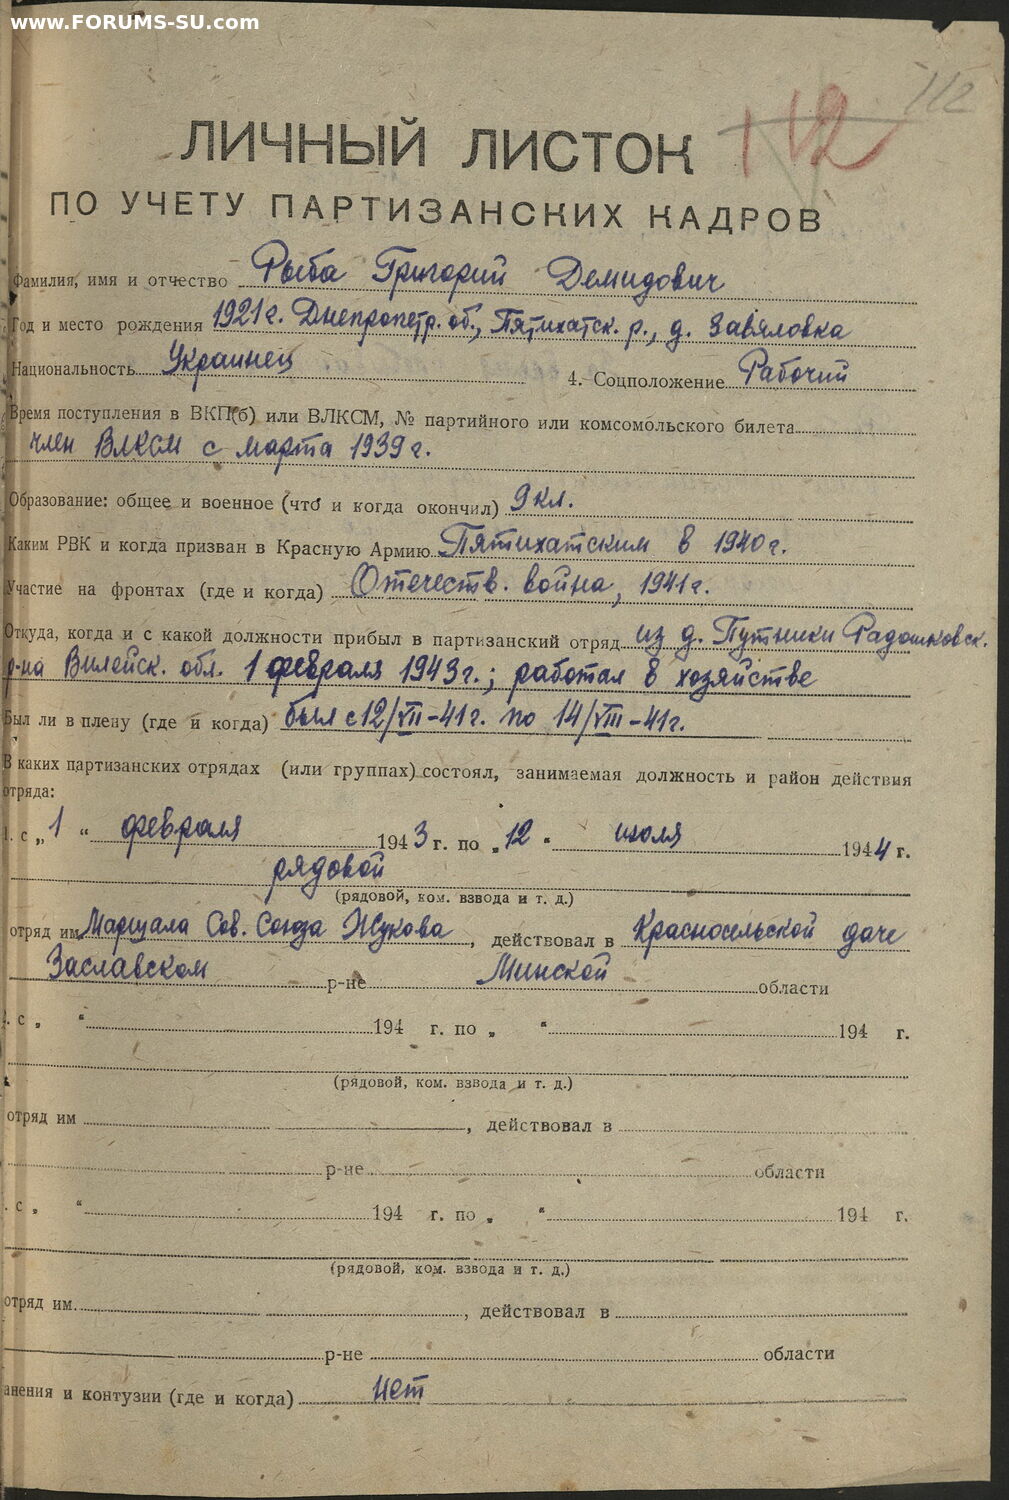 www.FORUMS-SU.com
112
112
ЛИЧНЫЙ ЛИСТОК
ПО УЧЕТУ ПАРТИЗАНСКИХ КАДРОВ
Фамилия, имя и отчество Рыба Григорий Демидович
Год и место рождения 1921 г. Днепропетр. об., Пятихатск. р., д. Завяловка
Национальность Украинец 4. Соцположение Рабочий
Время поступления в ВКП(б) или ВЛКСМ, № партийного или комсомольского билета
член ВЛКСМ с марта 1939 г.
Образование: общее и военное (что и когда окончил) 9 кл.
Каким РВК и когда призван в Красную Армию Пятихатским в 1940 г.
Участие на фронтах (где и когда) Отечеств. война, 1941 г.
Откуда, когда и с какой должности прибыл в партизанский отряд из д. Путники Радошковск.
р-на Вилейск. обл. 1 февраля 1943 г.; работал в хозяйстве
Был ли в плену (где и когда) был с 12/VII-41 г. по 14/VIII-41 г.
В каких партизанских отрядах (или группах) состоял, занимаемая должность и район действия
отряда:
1. с „1“ февраля 1943 г. по „12“ июля 1944 г.
рядовой
(рядовой, ком. взвода и т. д.)
отряд им Маршала Сов. Союза Жукова, действовал в Красносельской даче
Заславском р-не Минской области
с „ “ 194 г. по „ “ 194 г.
(рядовой, ком. взвода и т. д.)
отряд им , действовал в
р-не области
. с „ “ 194 г. по „ “ 194 г.
(рядовой, ком. взвода и т. д.)
отряд им. , действовал в
р-не области
анения и контузии (где и когда) нет